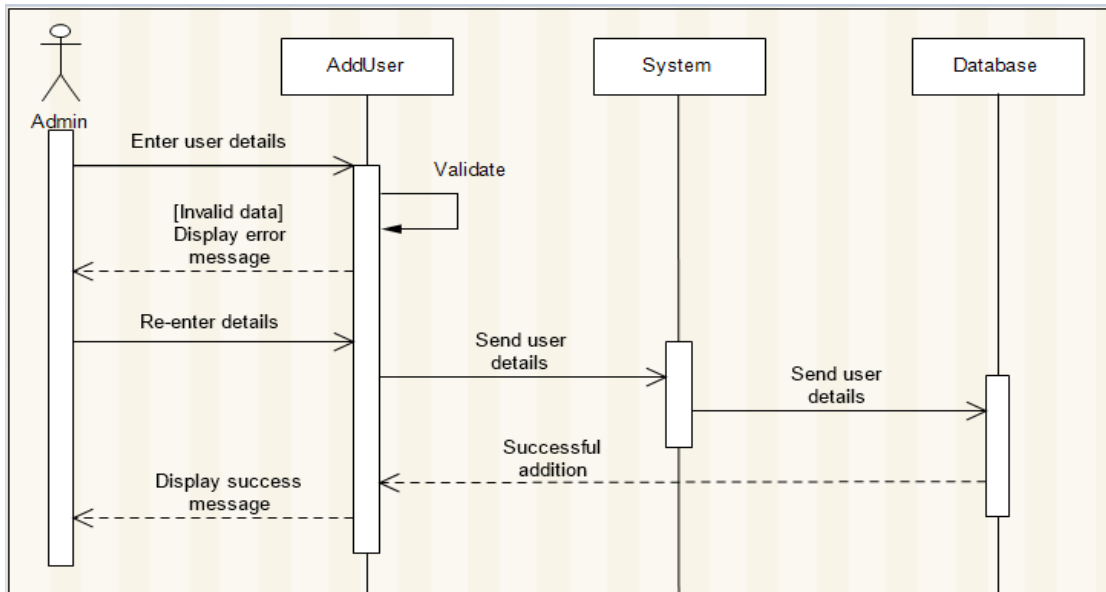 AddUser
System
Database
Admin
Enter user details
Validate
[Invalid data]
Display error
message
Re-enter details
Send user
details
Send user
details
Successful
addition
Display success
message